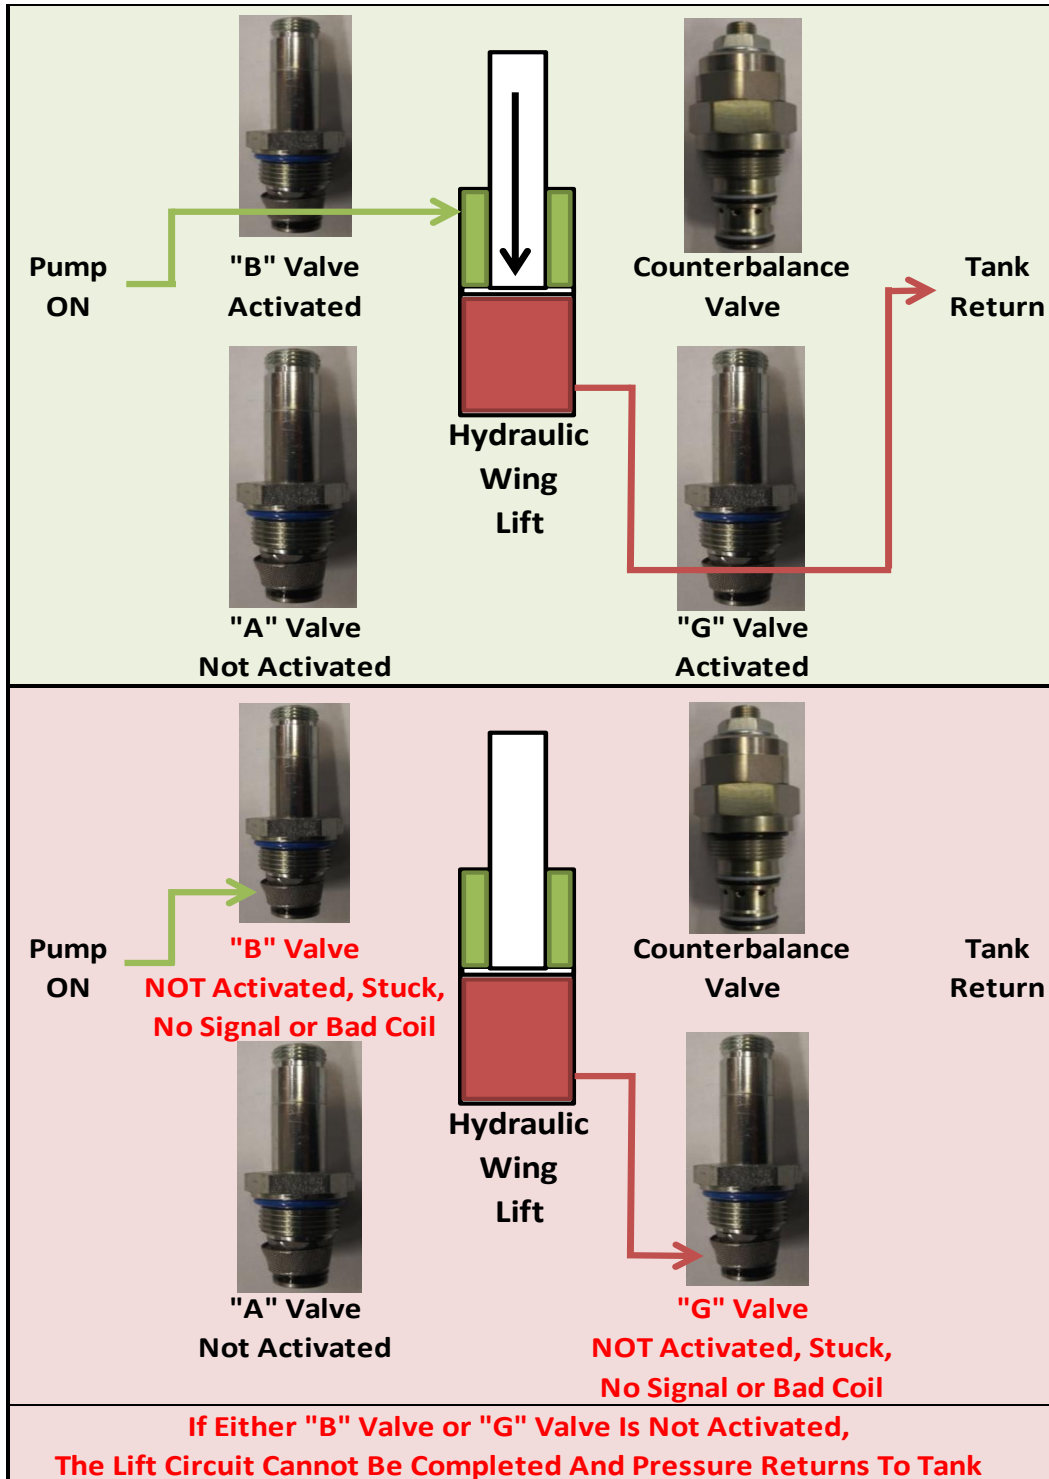 Pump
ON
"B" Valve
Activated
Counterbalance
Valve
Tank
Return
Hydraulic
Wing
Lift
"A" Valve
Not Activated
"G" Valve
Activated
Pump
ON
"B" Valve
NOT Activated, Stuck,
No Signal or Bad Coil
Counterbalance
Valve
Tank
Return
Hydraulic
Wing
Lift
"A" Valve
Not Activated
"G" Valve
NOT Activated, Stuck,
No Signal or Bad Coil
If Either "B" Valve or "G" Valve Is Not Activated,
The Lift Circuit Cannot Be Completed And Pressure Returns To Tank